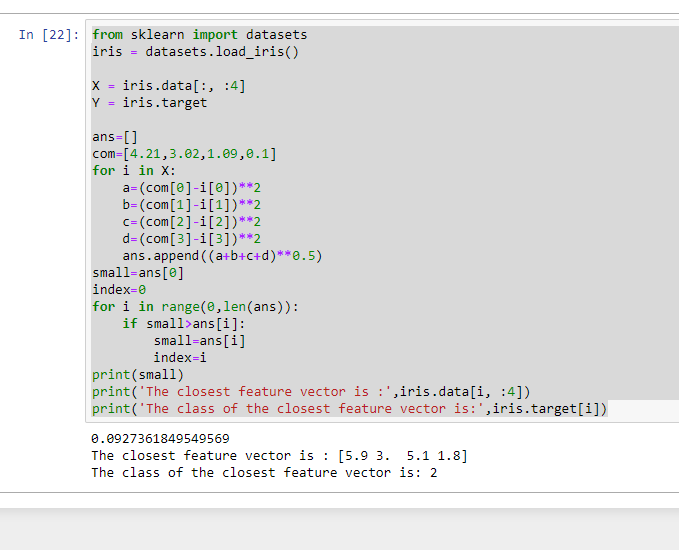 In [22]: from sklearn import datasets
iris = datasets.load_iris()
X = iris.data[:, :4]
Y = iris.target
ans=[]
com=[4.21,3.02,1.09,0.1]
for i in X:
    a=(com[0]-i[0])**2
    b=(com[1]-i[1])**2
    c=(com[2]-i[2])**2
    d=(com[3]-i[3])**2
    ans.append((a+b+c+d)**0.5)
small=ans[0]
index=0
for i in range(0,len(ans)):
    if small>ans[i]:
        small=ans[i]
        index=i
print(small)
print('The closest feature vector is :',iris.data[i, :4])
print('The class of the closest feature vector is:',iris.target[i])
0.0927361849549569
The closest feature vector is : [5.9 3.  5.1 1.8]
The class of the closest feature vector is: 2